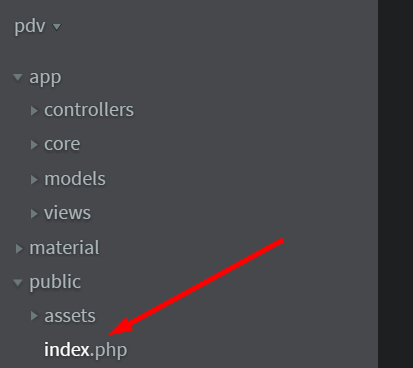 pdv
app
controllers
core
models
views
material
public
assets
index.php